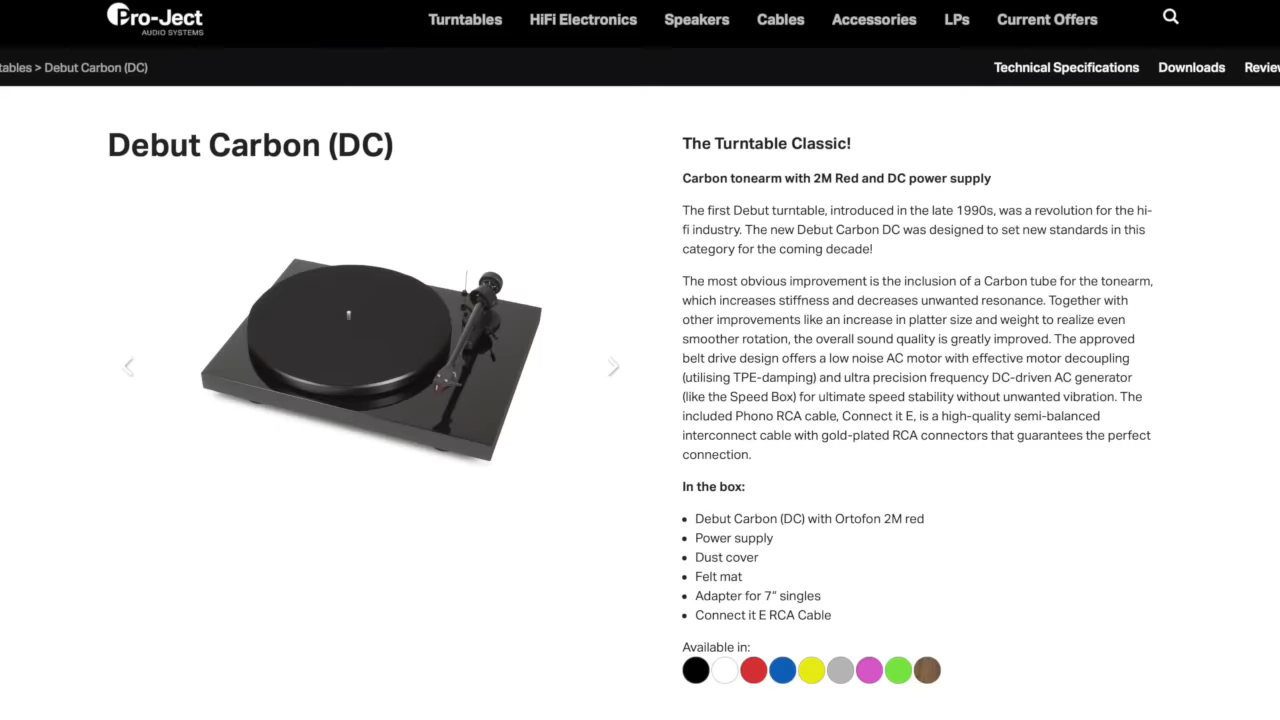 Pro-Ject
AUDIO SYSTEMS
Turntables HiFi Electronics Speakers Cables Accessories LPs Current Offers
> Debut Carbon (DC)
Technical Specifications Downloads
Debut Carbon (DC)
The Turntable Classic!
Carbon tonearm with 2M Red and DC power supply
The first Debut turntable, introduced in the late 1990s, was a revolution for the hi-
fi industry. The new Debut Carbon DC was designed to set new standards in this
category for the coming decade!
The most obvious improvement is the inclusion of a Carbon tube for the tonearm,
which increases stiffness and decreases unwanted resonance. Together with
other improvements like an increase in platter size and weight to realize even
smoother rotation, the overall sound quality is greatly improved. The approved
belt drive design offers a low noise AC motor with effective motor decoupling
(utilising TPE-damping) and ultra precision frequency DC-driven AC generator
(like the Speed Box) for ultimate speed stability without unwanted vibration. The
included Phono RCA cable, Connect it E, is a high-quality semi-balanced
interconnect cable with gold-plated RCA connectors that guarantees the perfect
connection.
In the box:
• Debut Carbon (DC) with Ortofon 2M red
• Power supply
• Dust cover
• Felt mat
• Adapter for 7“ singles
• Connect it E RCA Cable
Available in: